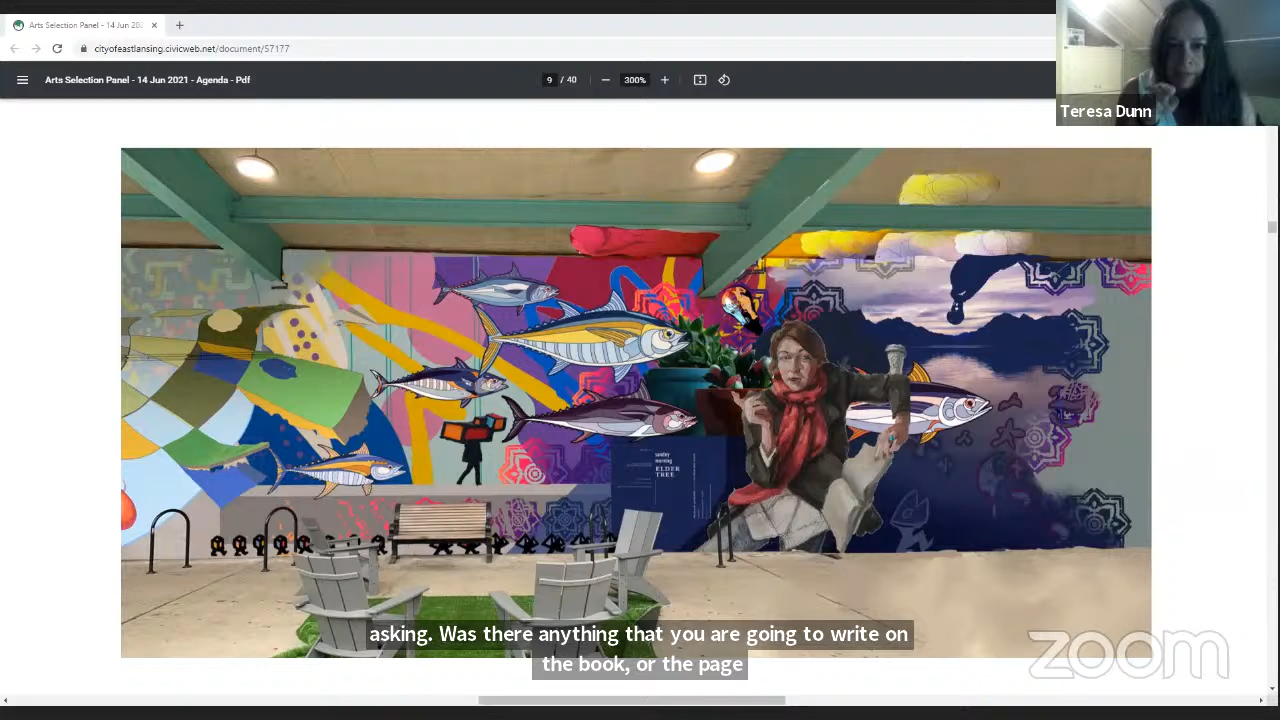 Arts Selection Panel - 14 Jun 202
cityofeastlansing.civicweb.net/document/57177
Arts Selection Panel - 14 Jun 2021 - Agenda - Pdf
9 / 40
300%
Teresa Dunn
sunday
morning
ELDER
TREE
asking. Was there anything that you are going to write on
the book, or the page
zoom